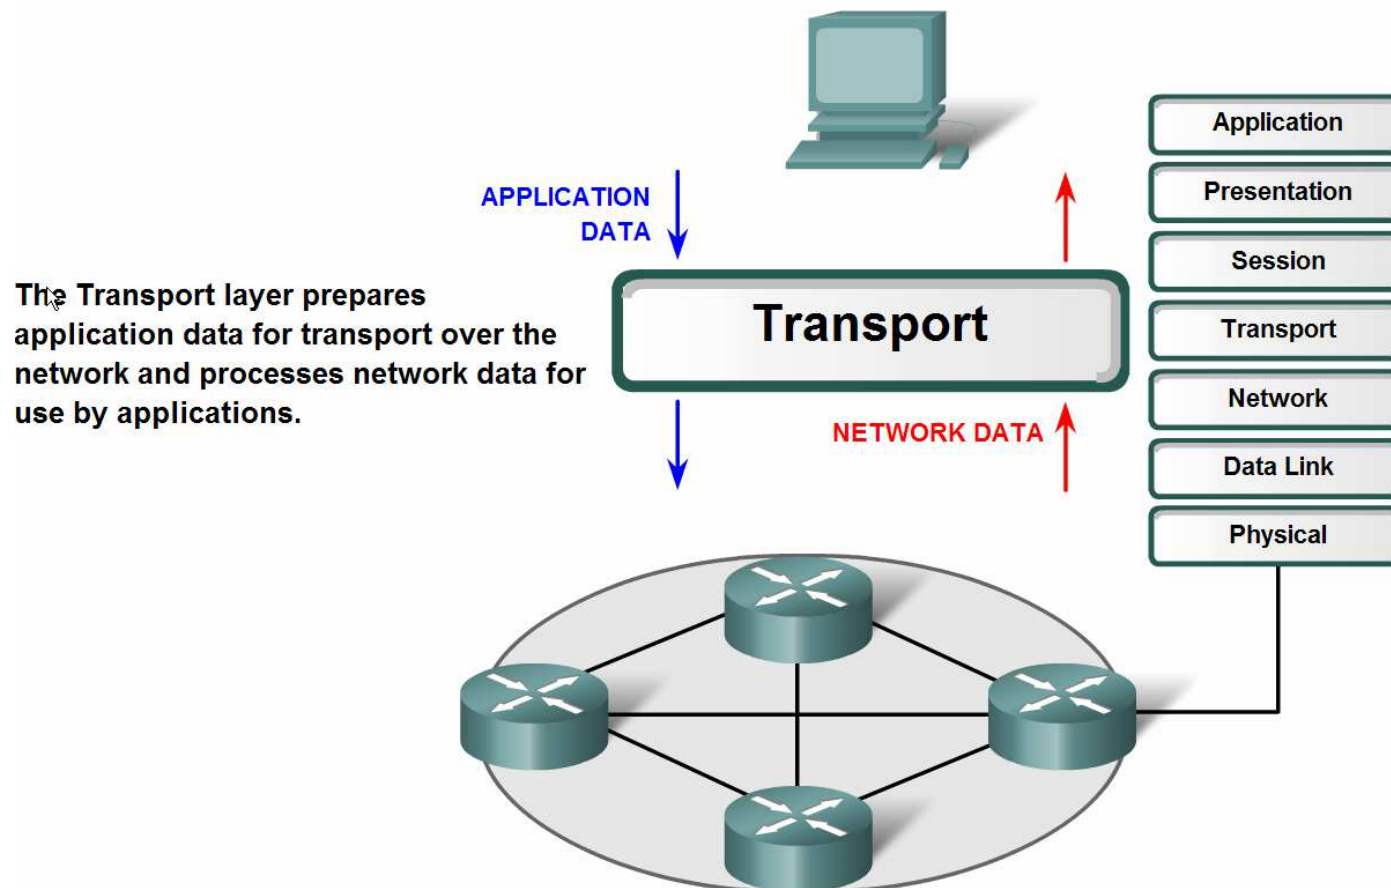 The Transport layer prepares
application data for transport over the
network and processes network data for
use by applications.
APPLICATION
DATA
Transport
NETWORK DATA
Application
Presentation
Session
Transport
Network
Data Link
Physical